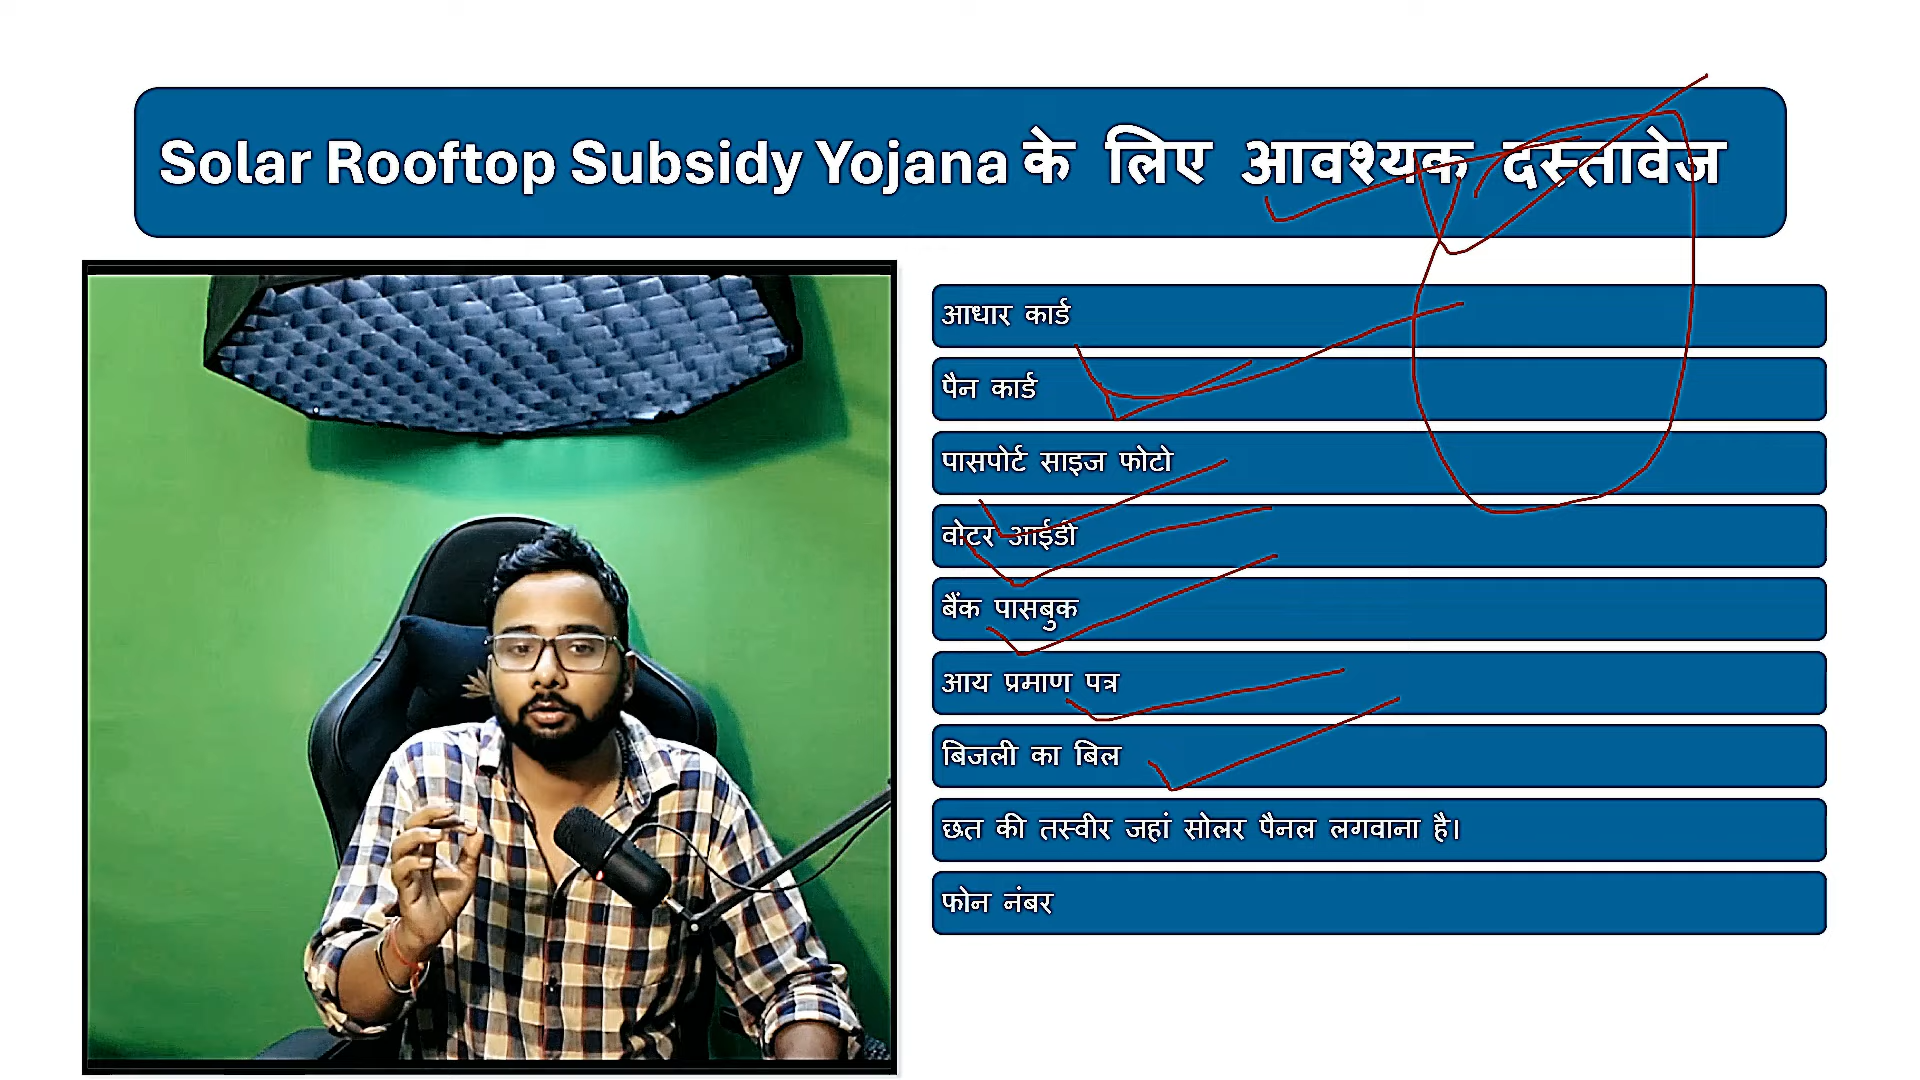 Solar Rooftop Subsidy Yojana के लिए आवश्यक दस्तावेज
आधार कार्ड
पैन कार्ड
पासपोर्ट साइज फोटो
वोटर आईडी
बैंक पासबुक
आय प्रमाण पत्र
बिजली का बिल
छत की तस्वीर जहां सोलर पैनल लगवाना है।
फोन नंबर